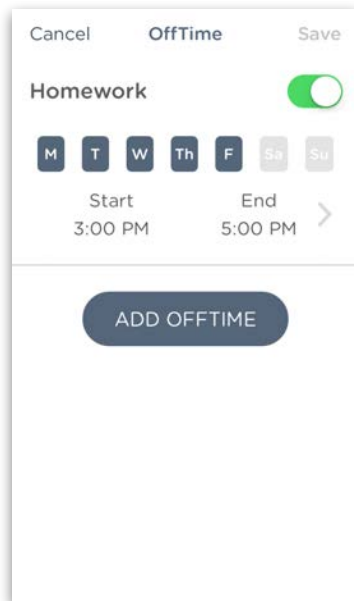 Cancel OffTime Save
Homework
M T W Th F Sa Su
Start End
3:00 PM 5:00 PM
ADD OFFTIME